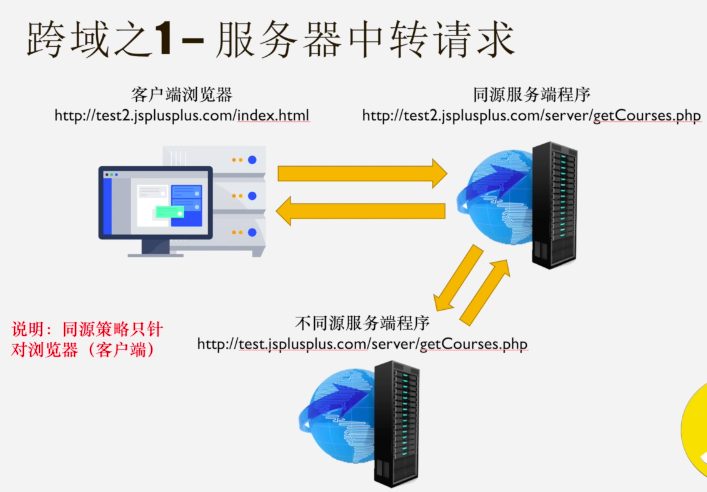 跨域之1–服务器中转请求
客户端浏览器
http://test2.jsplusplus.com/index.html
同源服务端程序
http://test2.jsplusplus.com/server/getCourses.php
说明：同源策略只针
对浏览器（客户端）
不同源服务端程序
http://test.jsplusplus.com/server/getCourses.php